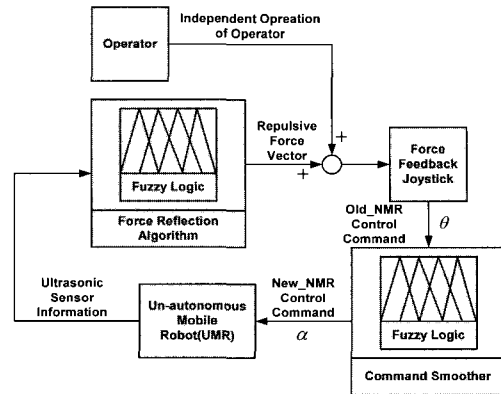 Independent Opreation
of Operator
Operator
+
Repulsive
Force
Vector
+
Fuzzy Logic
Force Reflection
Algorithm
Force
Feedback
Joystick
Old_NMR
Control
Command
θ
Ultrasonic
Sensor
Information
Un-autonomous
Mobile
Robot(UMR)
New_NMR
Control
Command
α
Fuzzy Logic
Command Smoother